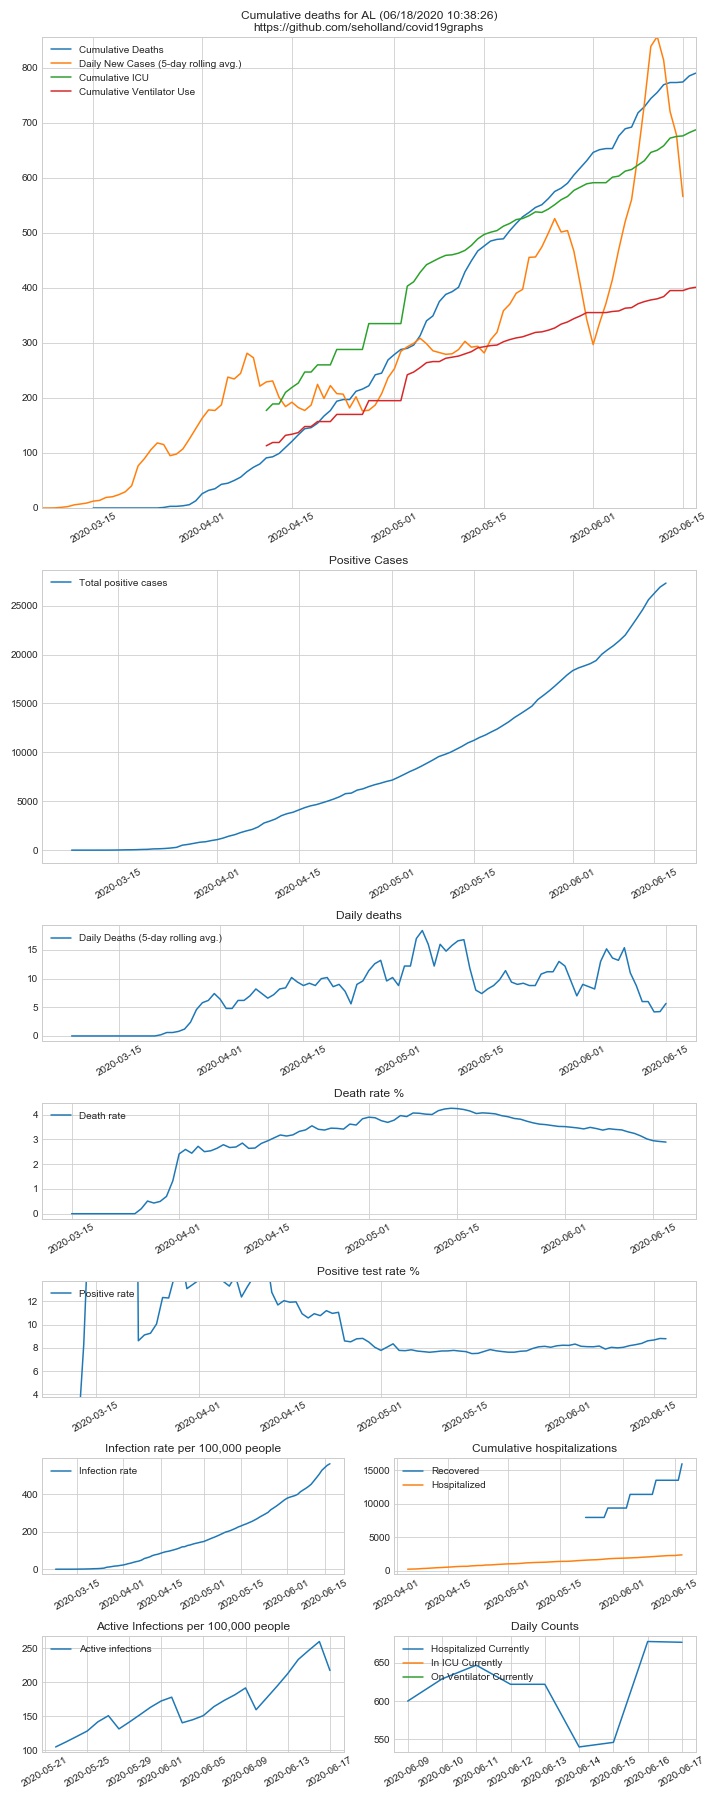 Cumulative deaths for AL (06/18/2020 10:38:26)
https://github.com/seholland/covid19graphs
Cumulative Deaths
Daily New Cases (5-day rolling avg.)
Cumulative ICU
Cumulative Ventilator Use
800
700
600
500
400
300
200
100
0
2020-03-15 2020-04-01 2020-04-15 2020-05-01 2020-05-15 2020-06-01 2020-06-15
Positive Cases
Total positive cases
25000
20000
15000
10000
5000
0
2020-03-15 2020-04-01 2020-04-15 2020-05-01 2020-05-15 2020-06-01 2020-06-15
Daily deaths
Daily Deaths (5-day rolling avg.)
15
10
5
0
2020-03-15 2020-04-01 2020-04-15 2020-05-01 2020-05-15 2020-06-01 2020-06-15
Death rate %
Death rate
4
3
2
1
0
2020-03-15 2020-04-01 2020-04-15 2020-05-01 2020-05-15 2020-06-01 2020-06-15
Positive test rate %
Positive rate
12
10
8
6
4
2020-03-15 2020-04-01 2020-04-15 2020-05-01 2020-05-15 2020-06-01 2020-06-15
Infection rate per 100,000 people
Infection rate
400
200
0
2020-03-15 2020-04-01 2020-04-15 2020-05-01 2020-05-15 2020-06-01 2020-06-15
Cumulative hospitalizations
Recovered
Hospitalized
15000
10000
5000
0
2020-04-01 2020-04-15 2020-05-01 2020-05-15 2020-06-01 2020-06-15
Active Infections per 100,000 people
Active infections
250
200
150
100
2020-05-21 2020-05-25 2020-05-29 2020-06-01 2020-06-05 2020-06-09 2020-06-13 2020-06-17
Daily Counts
Hospitalized Currently
In ICU Currently
On Ventilator Currently
650
600
550
2020-06-09 2020-06-10 2020-06-11 2020-06-12 2020-06-13 2020-06-14 2020-06-15 2020-06-16 2020-06-17